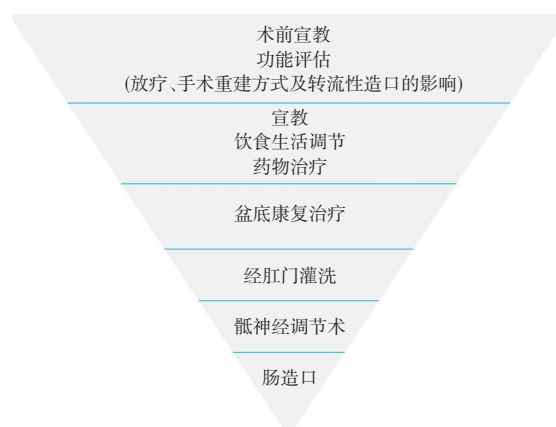 术前宣教
功能评估
(放疗、手术重建方式及转流性造口的影响)
宣教
饮食生活调节
药物治疗
盆底康复治疗
经肛门灌洗
骶神经调节术
肠造口